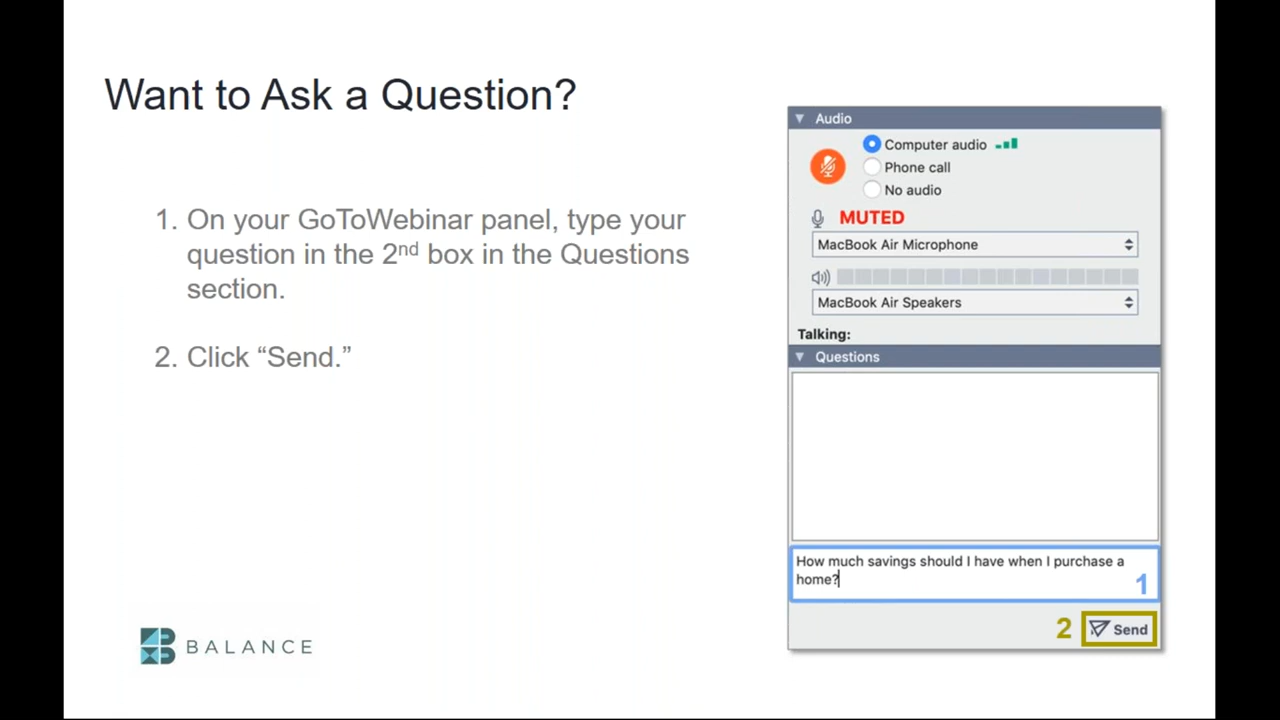 Want to Ask a Question?
1. On your GoToWebinar panel, type your
question in the 2nd box in the Questions
section.
2. Click “Send.”
BALANCE
Audio
Computer audio
Phone call
No audio
MUTED
MacBook Air Microphone
MacBook Air Speakers
Talking:
Questions
How much savings should I have when I purchase a
home?
1
2 Send